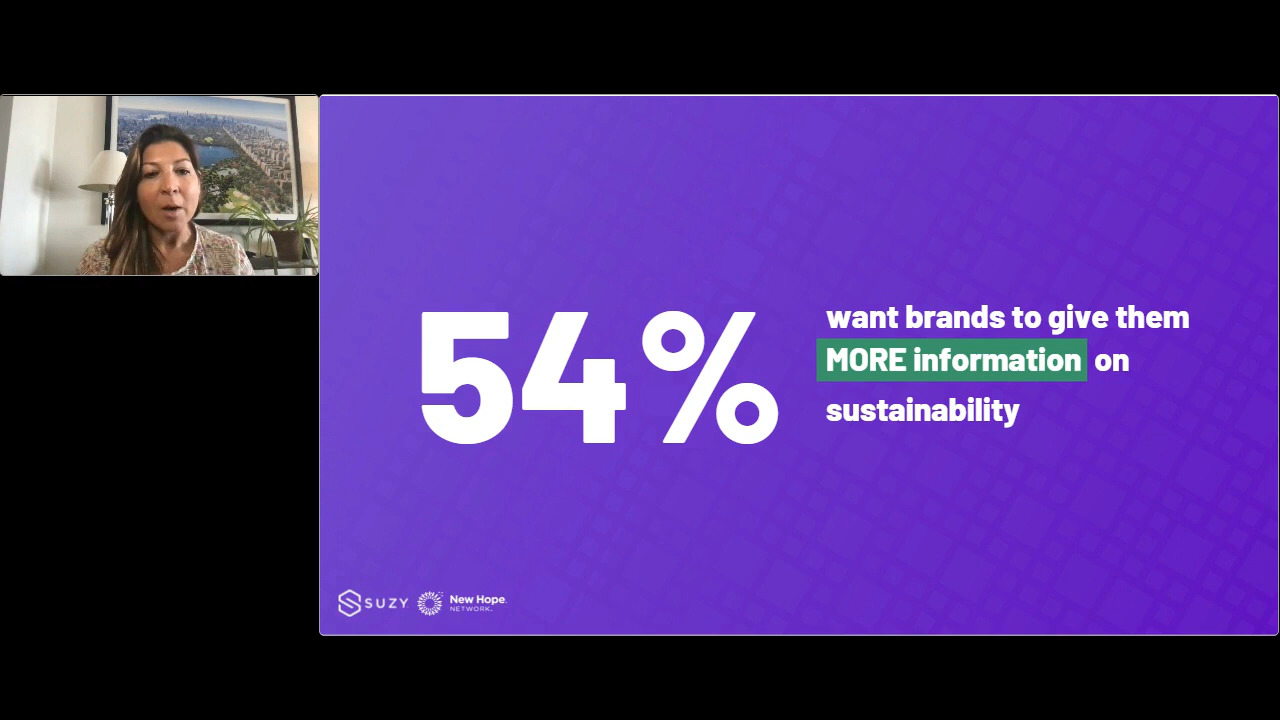 54%
want brands to give them
MORE information on
sustainability
SUZY
New Hope
NETWORK